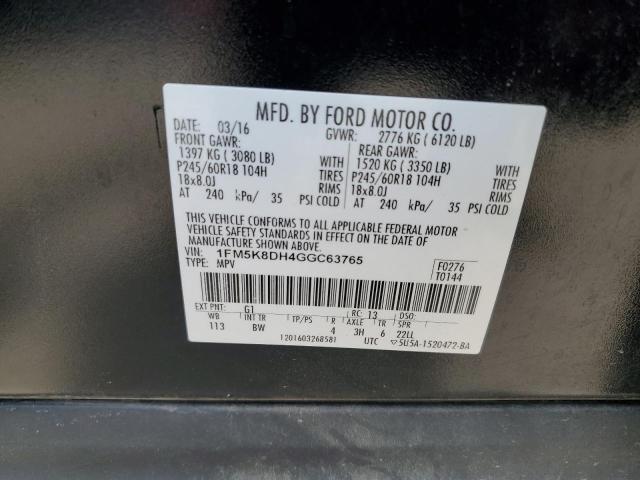 MFD. BY FORD MOTOR CO.
DATE: 03/16 GVWR: 2776 KG ( 6120 LB)
FRONT GAWR: REAR GAWR:
1397 KG ( 3080 LB) 1520 KG ( 3350 LB)
P245/60R18 104H TIRES P245/60R18 104H TIRES
18x8.0J RIMS 18x8.0J RIMS
AT 240 kPa/ 35 PSI COLD AT 240 kPa/ 35 PSI COLD
THIS VEHICLE CONFORMS TO ALL APPLICABLE FEDERAL MOTOR
VEHICLE SAFETY STANDARDS IN EFFECT ON THE DATE OF
MANUFACTURE SHOWN ABOVE.
VIN: 1FM5K8DH4GGC63765
TYPE: MPV
F0276
T0144
EXT PNT: G1 RC: 13 DSO:
WB INT TR TP/PS R AXLE TR SPR
113 BW 4 3H 6 22LL
1201603268581 UTC ▽5U5A-1520472-BA